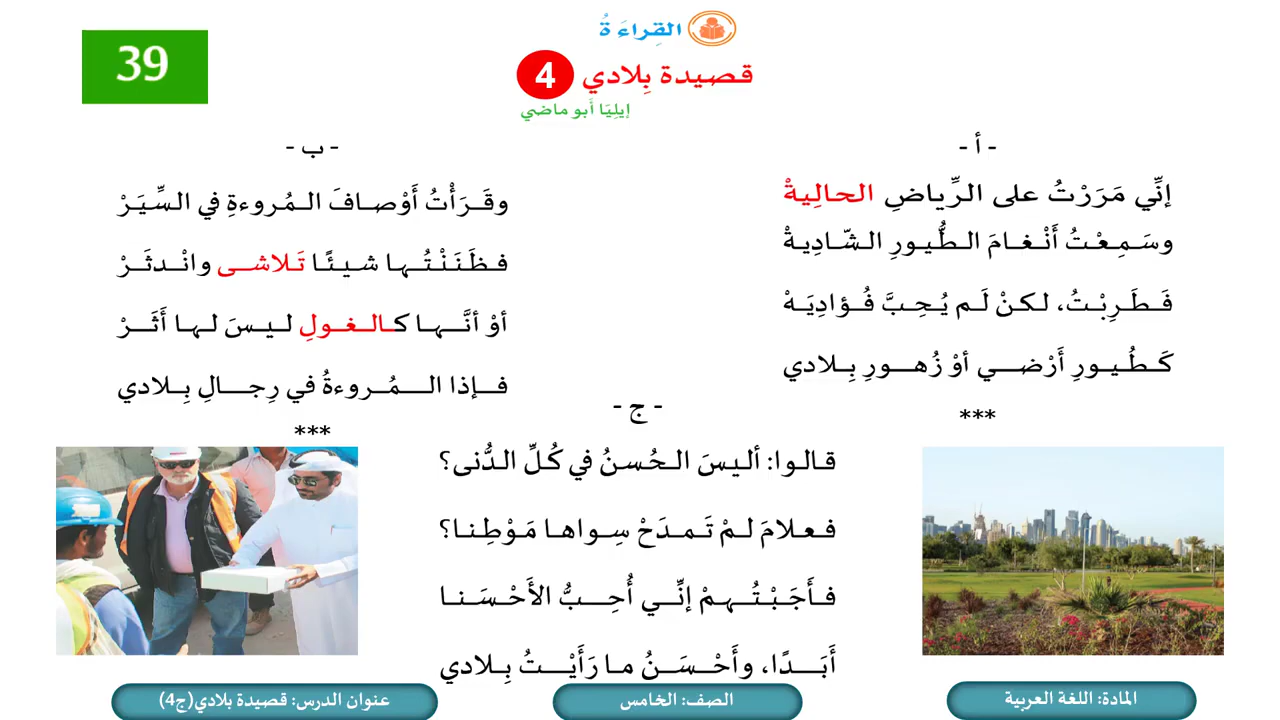 القِراءَةُ
39
قصيدة بِلادي 4
إيلِيَا أَبو ماضي
- أ -
إنِّي مَرَرْتُ على الرِّياضِ الحالِيةْ
وسَمِعْتُ أَنْغامَ الطُّيورِ الشّادِيةْ
فَطَرِبْتُ، لكنْ لَم يُحِبَّ فُؤادِيَهْ
كَطُيورِ أَرْضي أوْ زُهورِ بِلادي
***
- ب -
وقَرَأْتُ أَوْصافَ المُروءةِ في السِّيَرْ
فظَنَنْتُها شيئًا تَلاشى وانْدثَرْ
أوْ أنَّها كالغولِ ليسَ لها أَثَرْ
فإذا المُروءةُ في رِجالِ بِلادي
***
- ج -
قالوا: أليسَ الحُسنُ في كُلِّ الدُّنى؟
فعلامَ لمْ تَمدَحْ سِواها مَوْطِنا؟
فأَجَبْتُهمْ إنِّي أُحِبُّ الأَحْسَنا
أَبَدًا، وأَحْسَنُ ما رَأَيْتُ بِلادي
المادة: اللغة العربية
الصف: الخامس
عنوان الدرس: قصيدة بلادي(ج4)